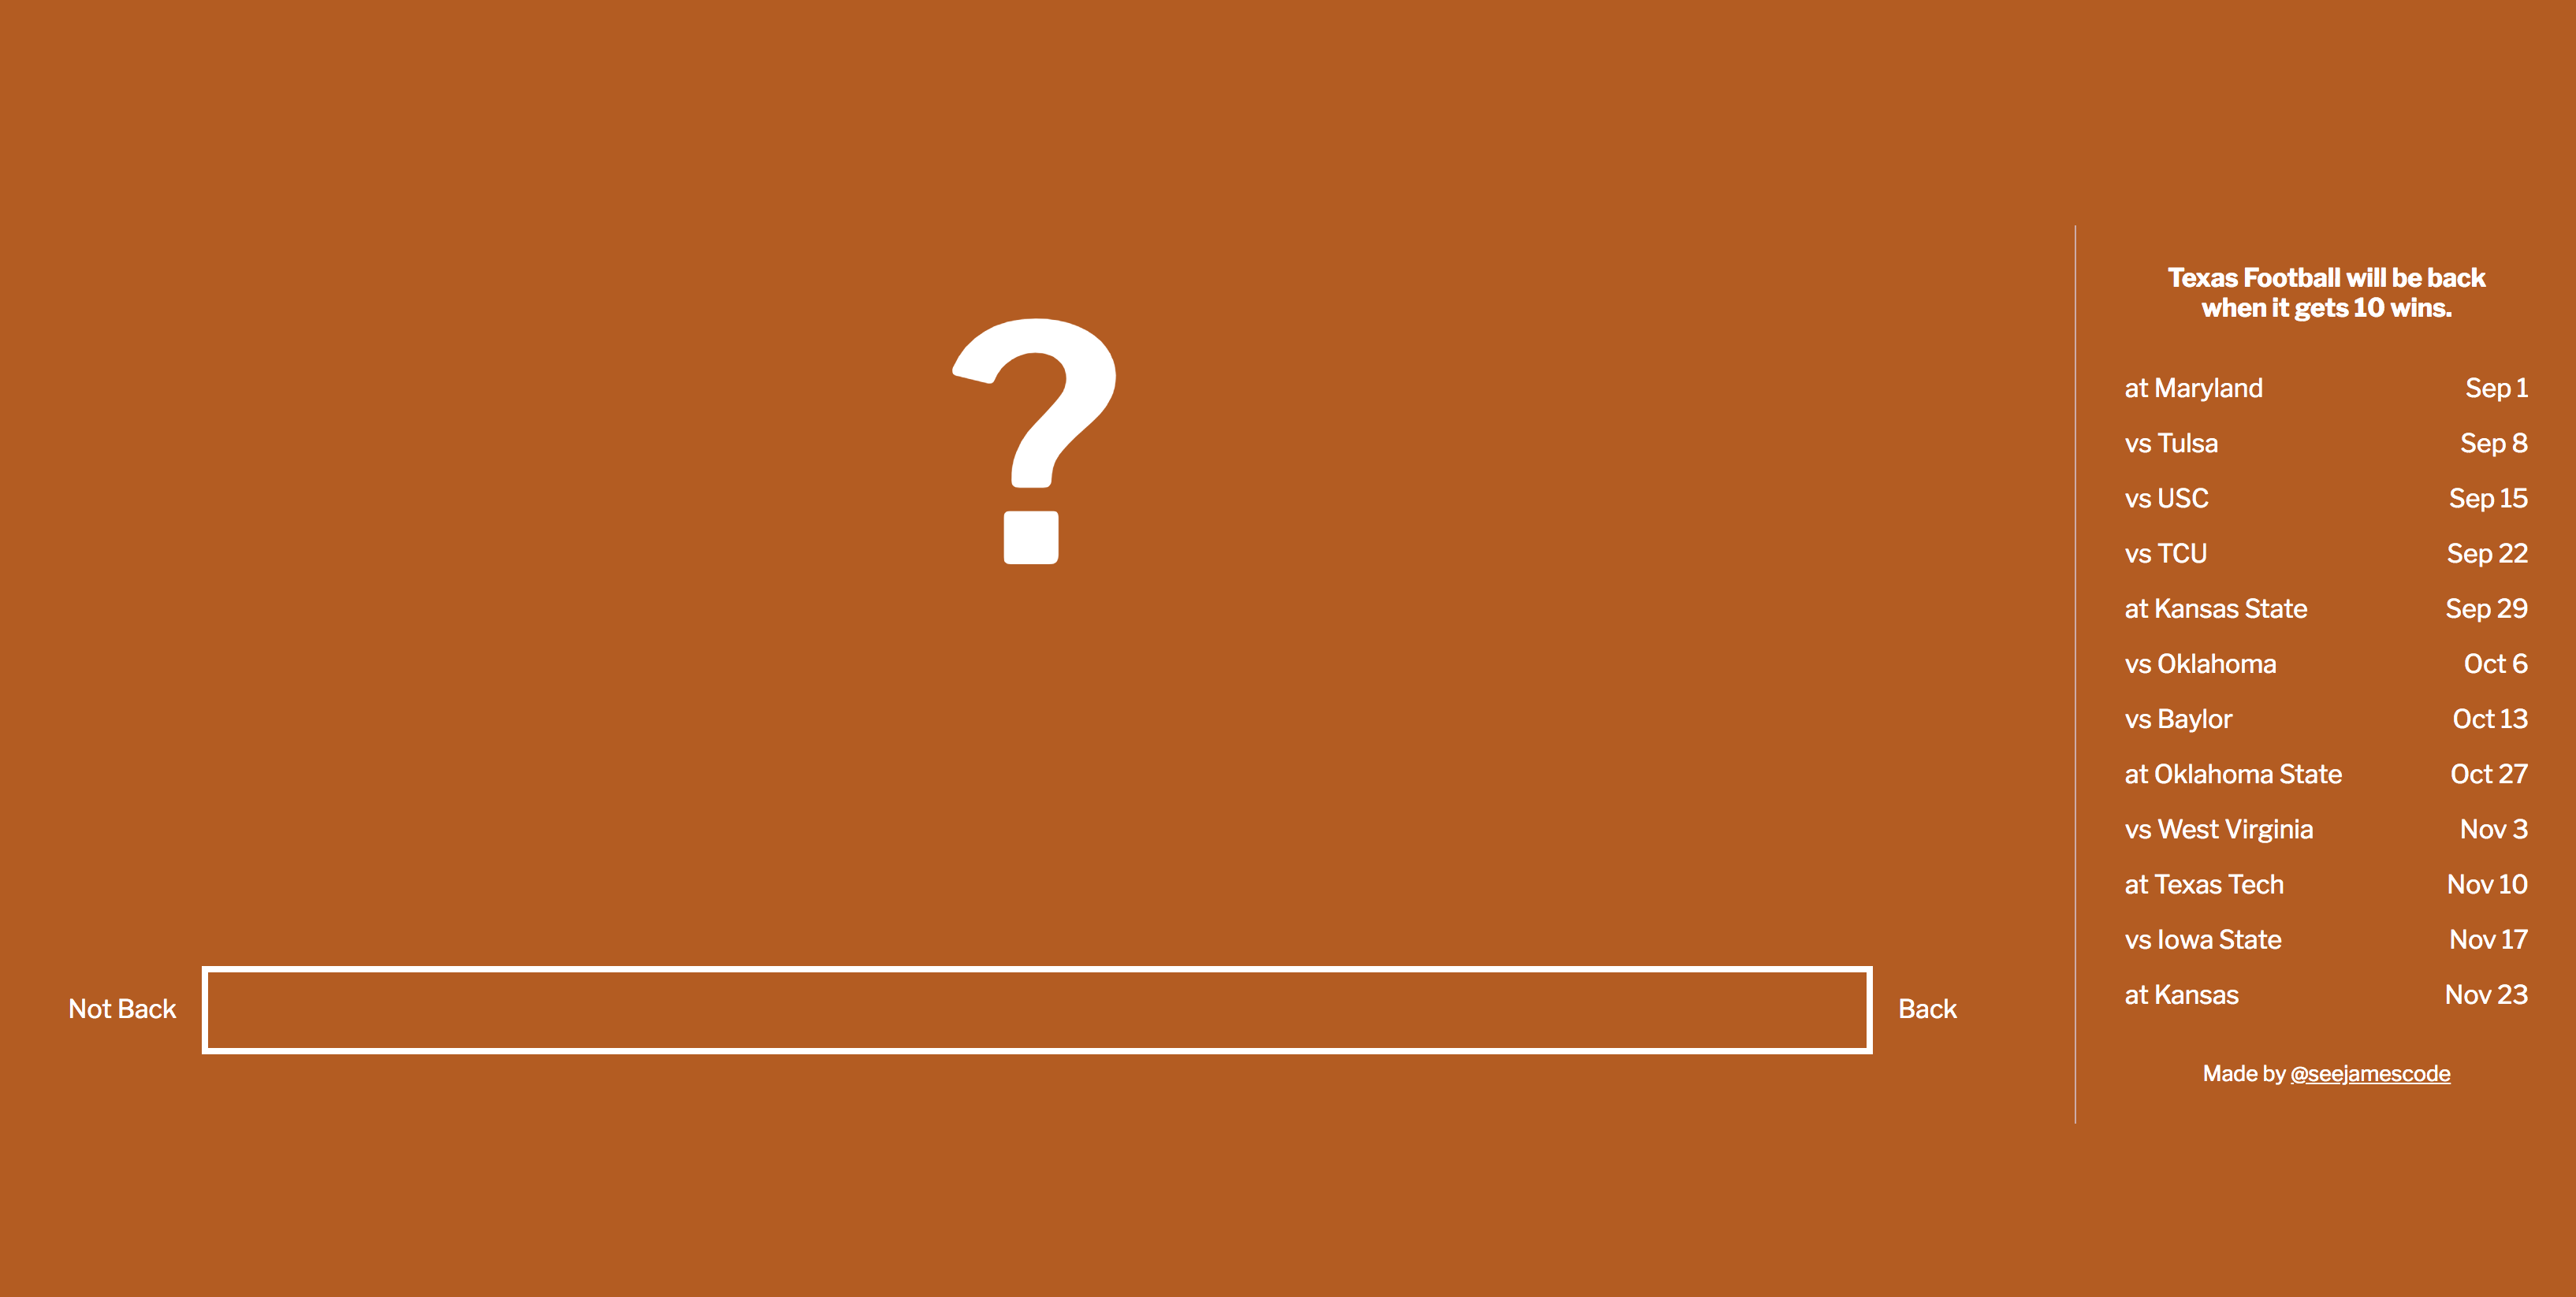 ?
Not Back
Back
Texas Football will be back
when it gets 10 wins.
at Maryland Sep 1
vs Tulsa Sep 8
vs USC Sep 15
vs TCU Sep 22
at Kansas State Sep 29
vs Oklahoma Oct 6
vs Baylor Oct 13
at Oklahoma State Oct 27
vs West Virginia Nov 3
at Texas Tech Nov 10
vs Iowa State Nov 17
at Kansas Nov 23
Made by @seejamescode